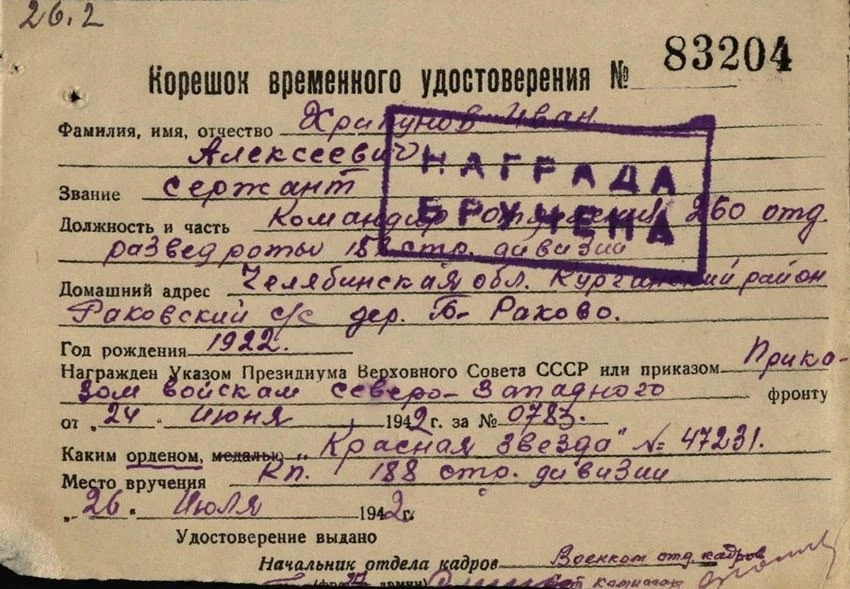 26.2
Корешок временного удостоверения № 83204
Фамилия, имя, отчество Хрипунов Иван
Алексеевич
НАГРАДА
ВРУЧЕНА
Звание сержант
Должность и часть Командир 260 отд
разведроты 188 стр. дивизии
Домашний адрес Челябинская обл. Курганский район
Раковский с/с дер. Б-Раково.
Год рождения 1922.
Награжден Указом Президиума Верховного Совета СССР или приказом Прика-
зом войскам северо-Западного фронту
от „24“ Июня 1942 г. за № 0783.
Каким орденом, медалью „Красная звезда" № 47231.
Место вручения Кп. 188 стр. дивизии
„26“ Июля 1942 г.
Удостоверение выдано
Начальник отдела кадров Военком отд. кадров
комиссар